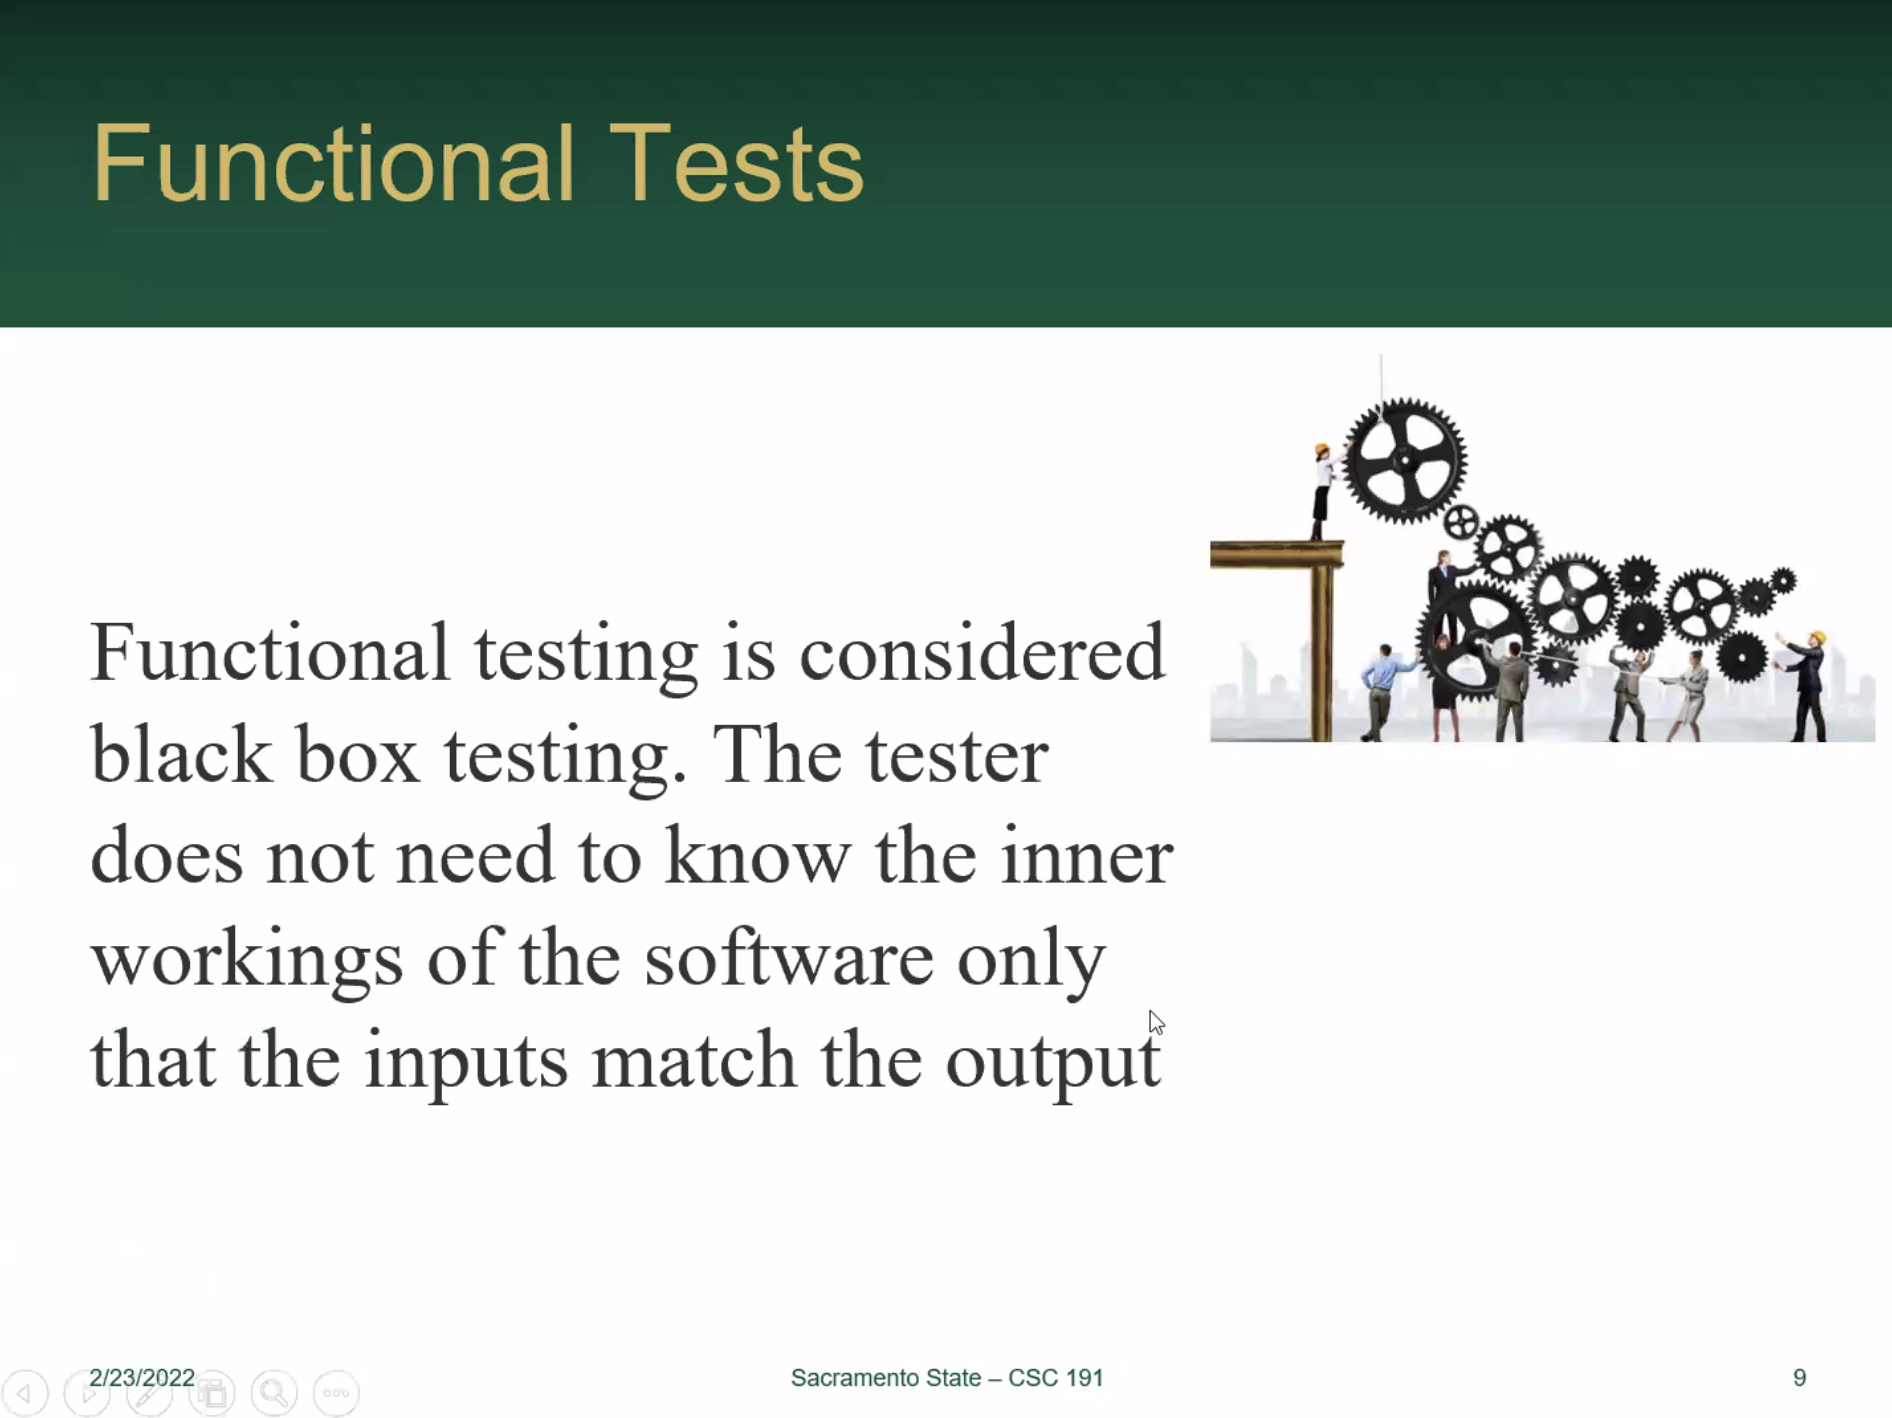 Functional Tests
Functional testing is considered
black box testing. The tester
does not need to know the inner
workings of the software only
that the inputs match the output
2/23/2022
Sacramento State – CSC 191
9